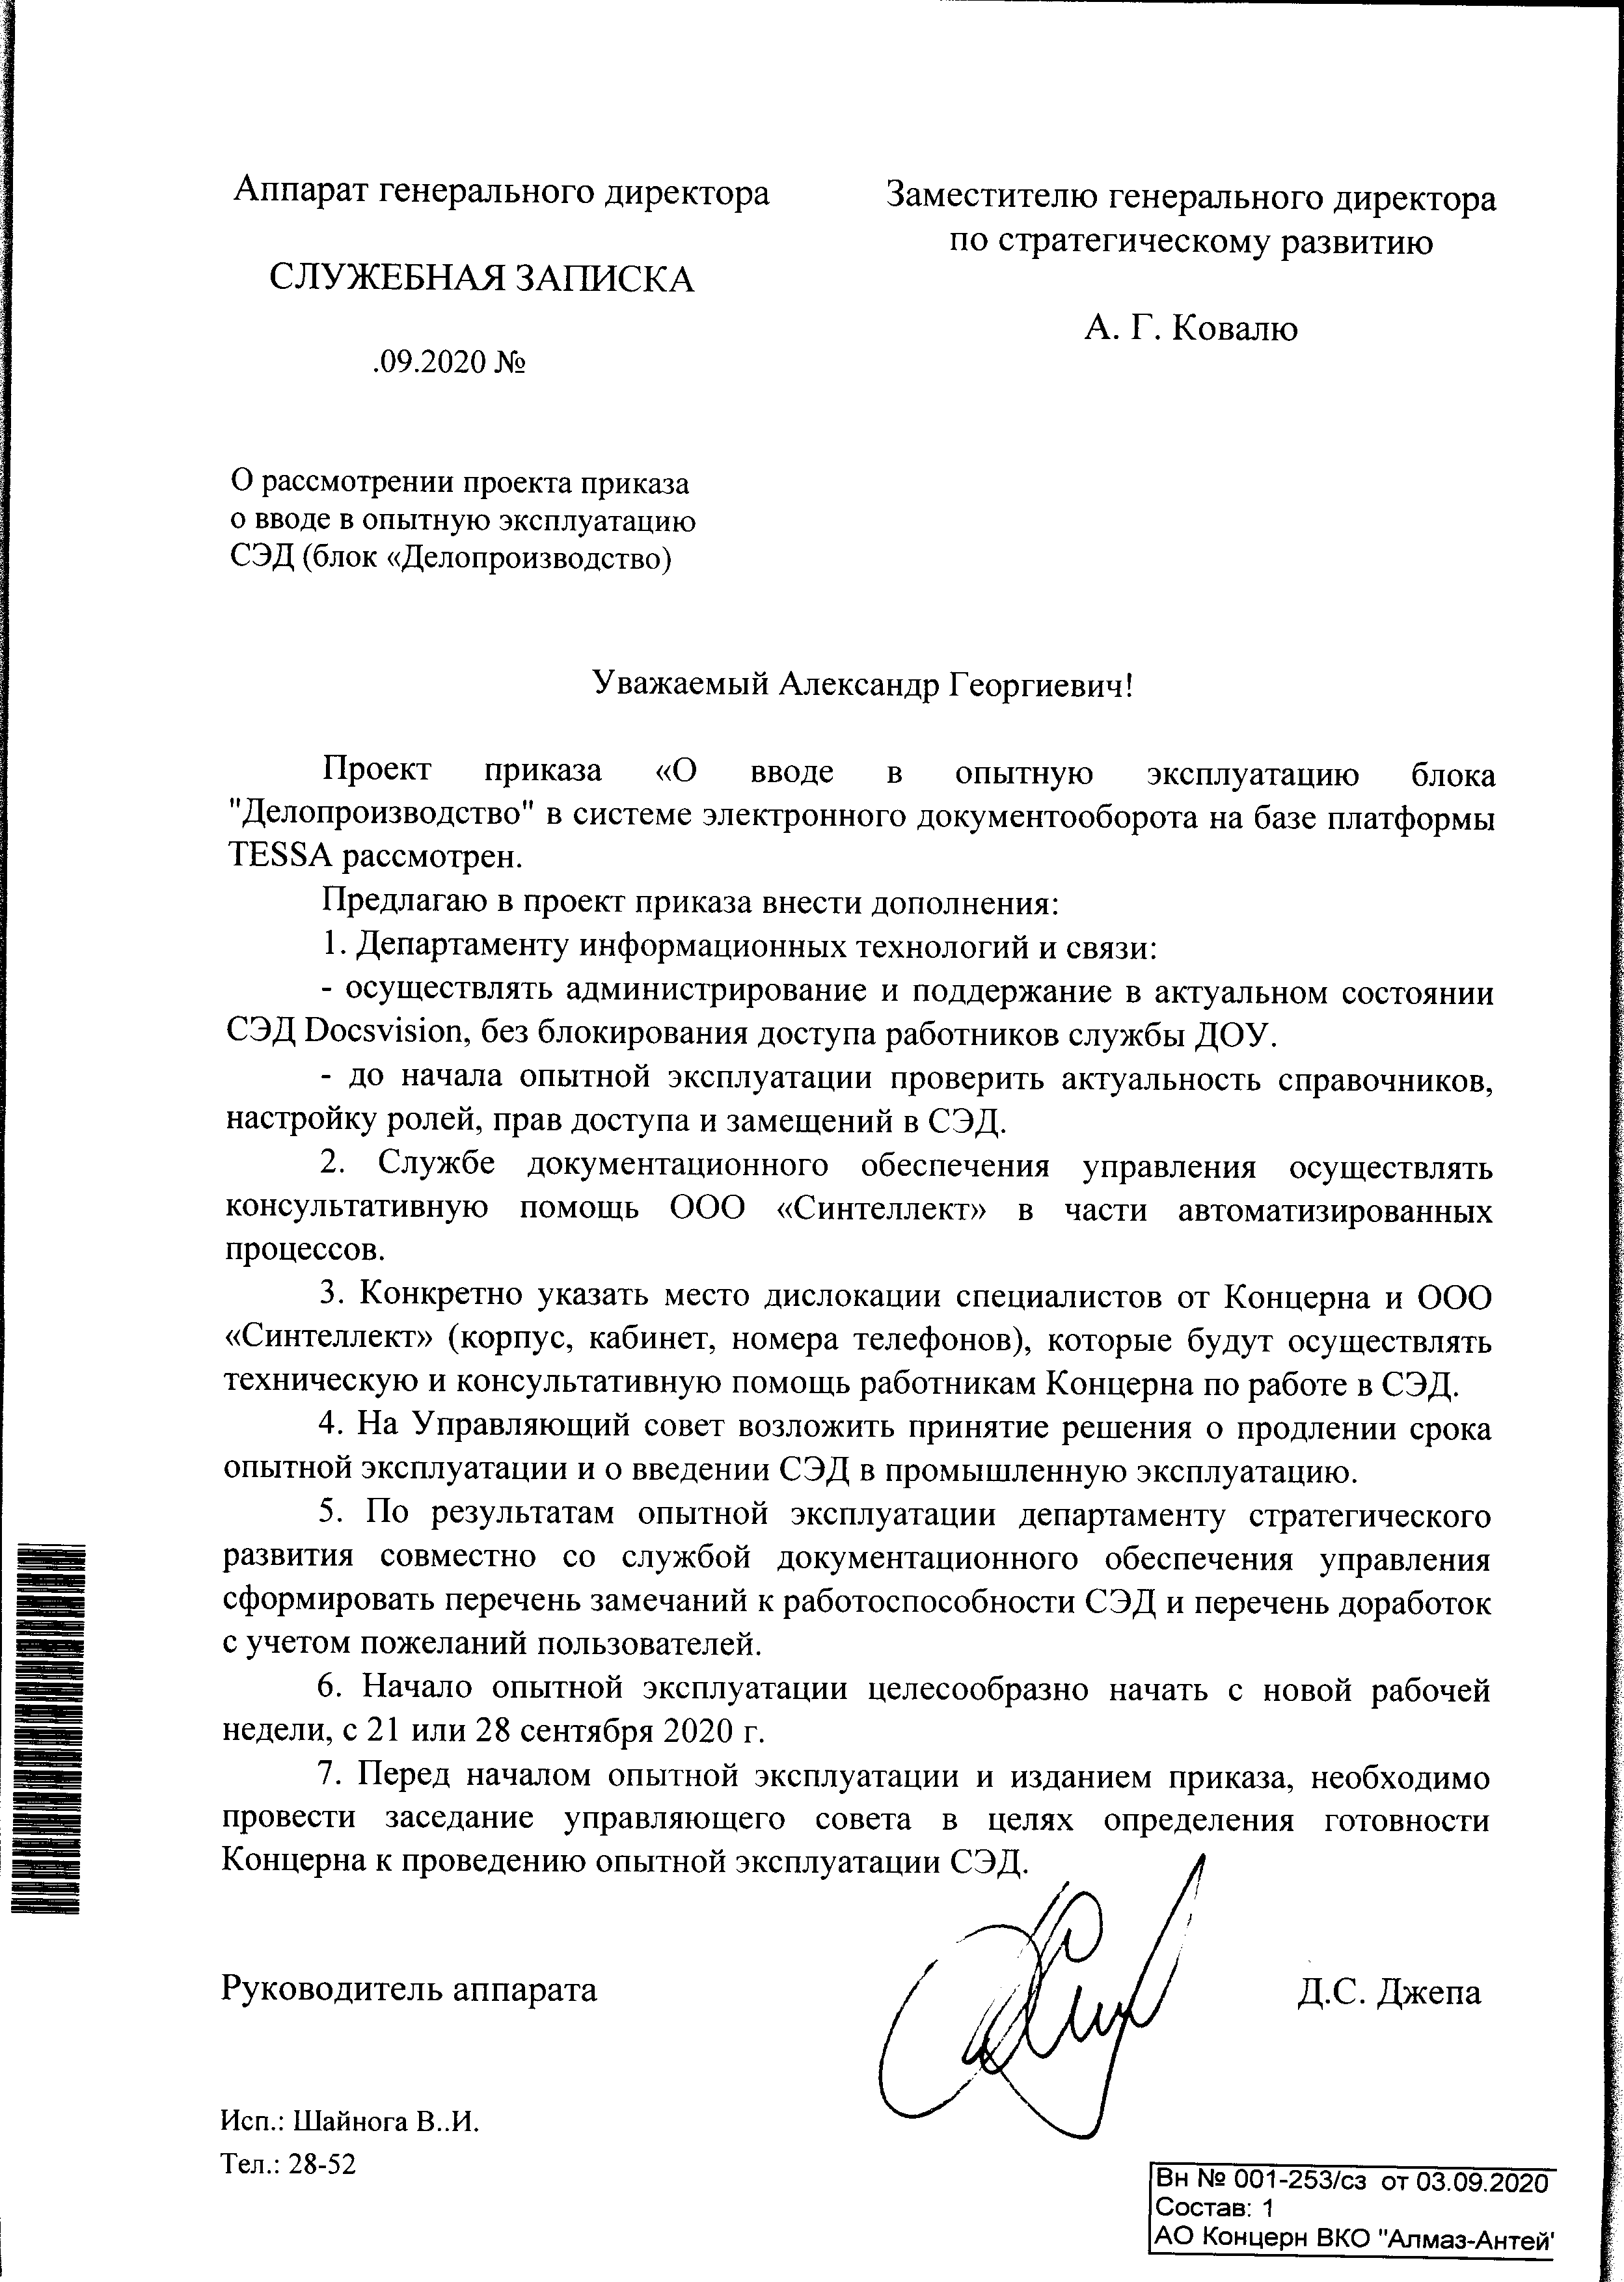 Аппарат генерального директора
СЛУЖЕБНАЯ ЗАПИСКА
.09.2020 №
Заместителю генерального директора
по стратегическому развитию
А. Г. Ковалю
О рассмотрении проекта приказа
о вводе в опытную эксплуатацию
СЭД (блок «Делопроизводство)
Уважаемый Александр Георгиевич!
Проект приказа «О вводе в опытную эксплуатацию блока
"Делопроизводство" в системе электронного документооборота на базе платформы
TESSA рассмотрен.
Предлагаю в проект приказа внести дополнения:
1. Департаменту информационных технологий и связи:
- осуществлять администрирование и поддержание в актуальном состоянии
СЭД Docsvision, без блокирования доступа работников службы ДОУ.
- до начала опытной эксплуатации проверить актуальность справочников,
настройку ролей, прав доступа и замещений в СЭД.
2. Службе документационного обеспечения управления осуществлять
консультативную помощь ООО «Синтеллект» в части автоматизированных
процессов.
3. Конкретно указать место дислокации специалистов от Концерна и ООО
«Синтеллект» (корпус, кабинет, номера телефонов), которые будут осуществлять
техническую и консультативную помощь работникам Концерна по работе в СЭД.
4. На Управляющий совет возложить принятие решения о продлении срока
опытной эксплуатации и о введении СЭД в промышленную эксплуатацию.
5. По результатам опытной эксплуатации департаменту стратегического
развития совместно со службой документационного обеспечения управления
сформировать перечень замечаний к работоспособности СЭД и перечень доработок
с учетом пожеланий пользователей.
6. Начало опытной эксплуатации целесообразно начать с новой рабочей
недели, с 21 или 28 сентября 2020 г.
7. Перед началом опытной эксплуатации и изданием приказа, необходимо
провести заседание управляющего совета в целях определения готовности
Концерна к проведению опытной эксплуатации СЭД.
Руководитель аппарата
Д.С. Джепа
Исп.: Шайнога В..И.
Тел.: 28-52
Вн № 001-253/сз от 03.09.2020
Состав: 1
АО Концерн ВКО "Алмаз-Антей'